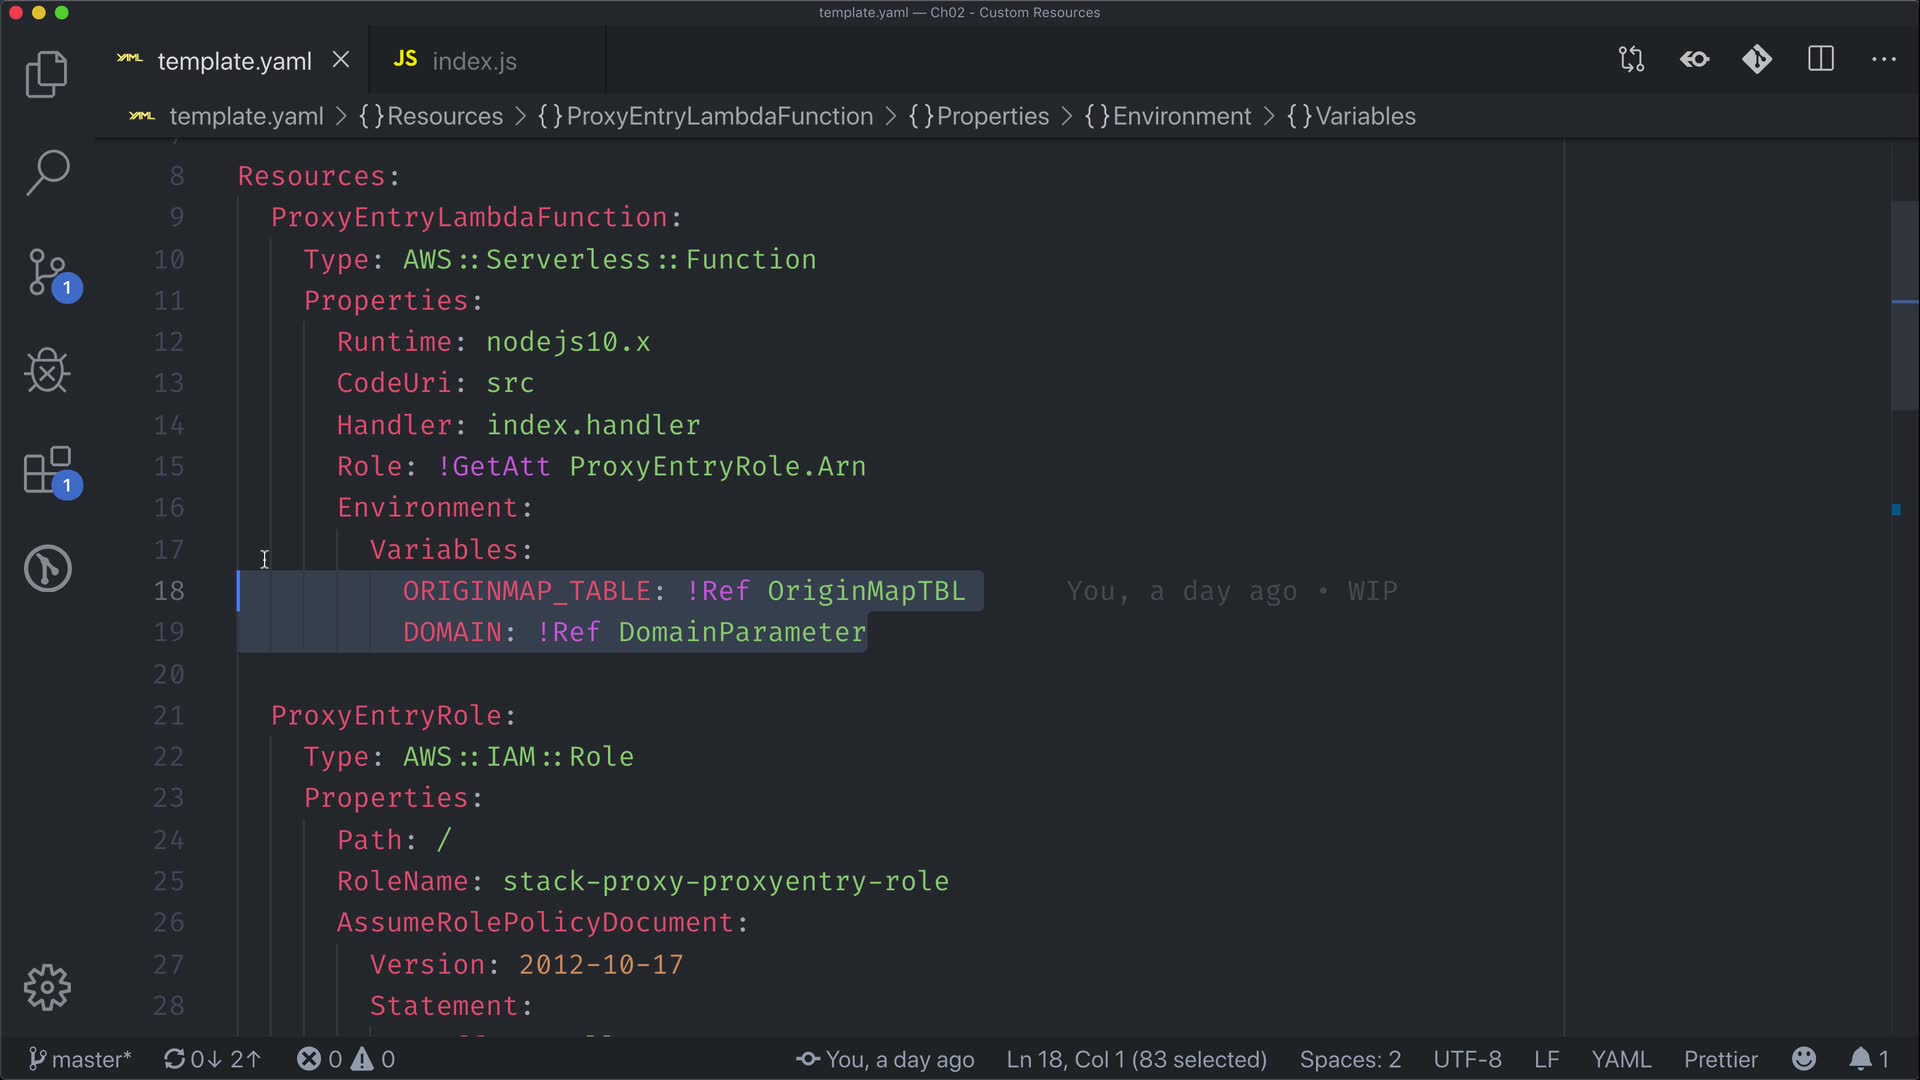 template.yaml — Ch02 - Custom Resources
YAML template.yaml
JS index.js
YAML template.yaml > {} Resources > {} ProxyEntryLambdaFunction > {} Properties > {} Environment > {} Variables
8 Resources:
9 ProxyEntryLambdaFunction:
10 Type: AWS::Serverless::Function
11 Properties:
12 Runtime: nodejs10.x
13 CodeUri: src
14 Handler: index.handler
15 Role: !GetAtt ProxyEntryRole.Arn
16 Environment:
17 Variables:
18 ORIGINMAP_TABLE: !Ref OriginMapTBL You, a day ago • WIP
19 DOMAIN: !Ref DomainParameter
20
21 ProxyEntryRole:
22 Type: AWS::IAM::Role
23 Properties:
24 Path: /
25 RoleName: stack-proxy-proxyentry-role
26 AssumeRolePolicyDocument:
27 Version: 2012-10-17
28 Statement:
1
1
master* 0↓ 2↑ 0 0 You, a day ago Ln 18, Col 1 (83 selected) Spaces: 2 UTF-8 LF YAML Prettier 1